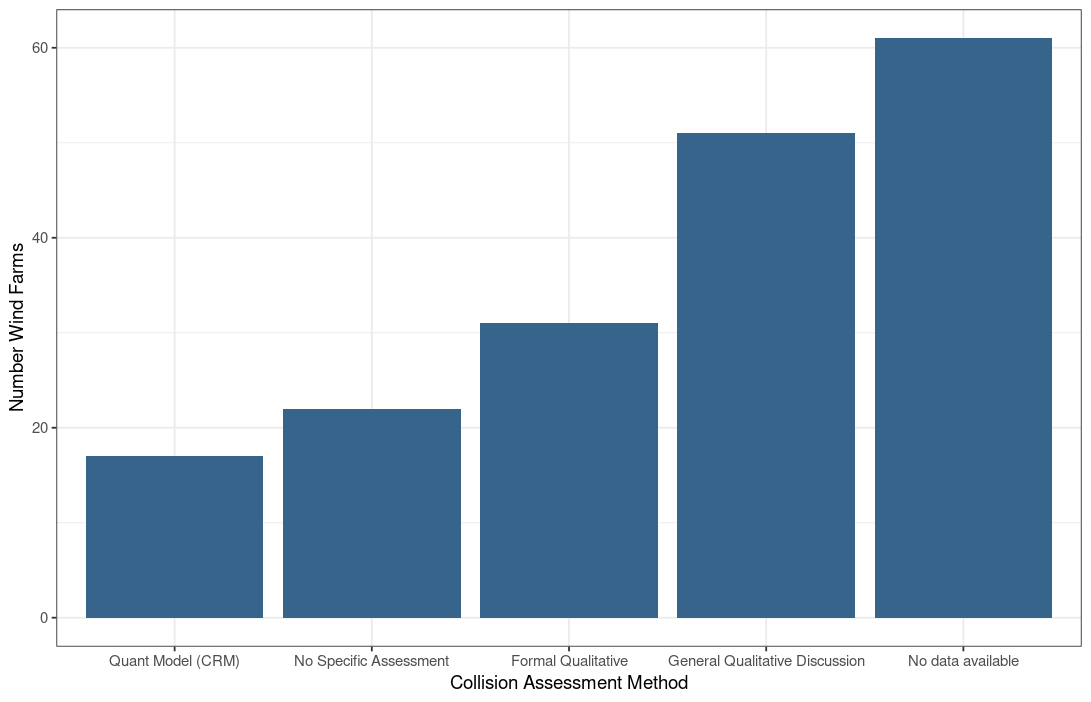 60
40
20
0
Number Wind Farms
Quant Model (CRM)
No Specific Assessment
Formal Qualitative
General Qualitative Discussion
No data available
Collision Assessment Method